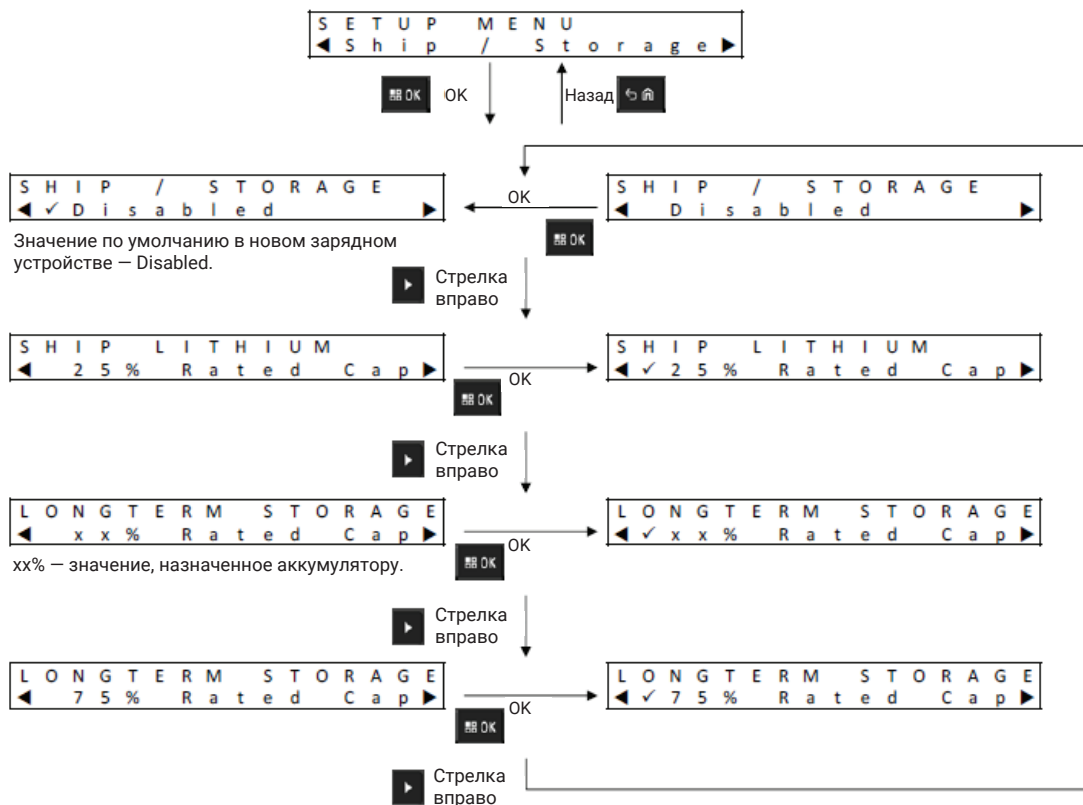 SETUP MENU
◀Ship / Storage▶
OK OK Назад
SHIP / STORAGE
◀✓Disabled ▶
OK
SHIP / STORAGE
◀ Disabled ▶
OK
Значение по умолчанию в новом зарядном
устройстве — Disabled.
Стрелка
вправо
SHIP LITHIUM
◀ 25% Rated Cap▶
OK
OK
SHIP LITHIUM
◀✓25% Rated Cap▶
Стрелка
вправо
LONGTERM STORAGE
◀ xx% Rated Cap▶
OK
OK
LONGTERM STORAGE
◀✓xx% Rated Cap▶
xx% — значение, назначенное аккумулятору.
Стрелка
вправо
LONGTERM STORAGE
◀ 75% Rated Cap▶
OK
OK
LONGTERM STORAGE
◀✓75% Rated Cap▶
Стрелка
вправо